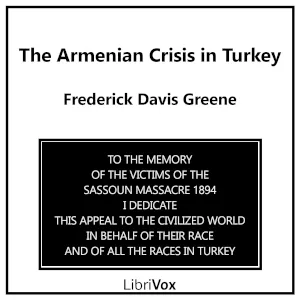 The Armenian Crisis in Turkey
Frederick Davis Greene
TO THE MEMORY
OF THE VICTIMS OF THE
SASSOUN MASSACRE 1894
I DEDICATE
THIS APPEAL TO THE CIVILIZED WORLD
IN BEHALF OF THEIR RACE
AND OF ALL THE RACES IN TURKEY
LibriVox